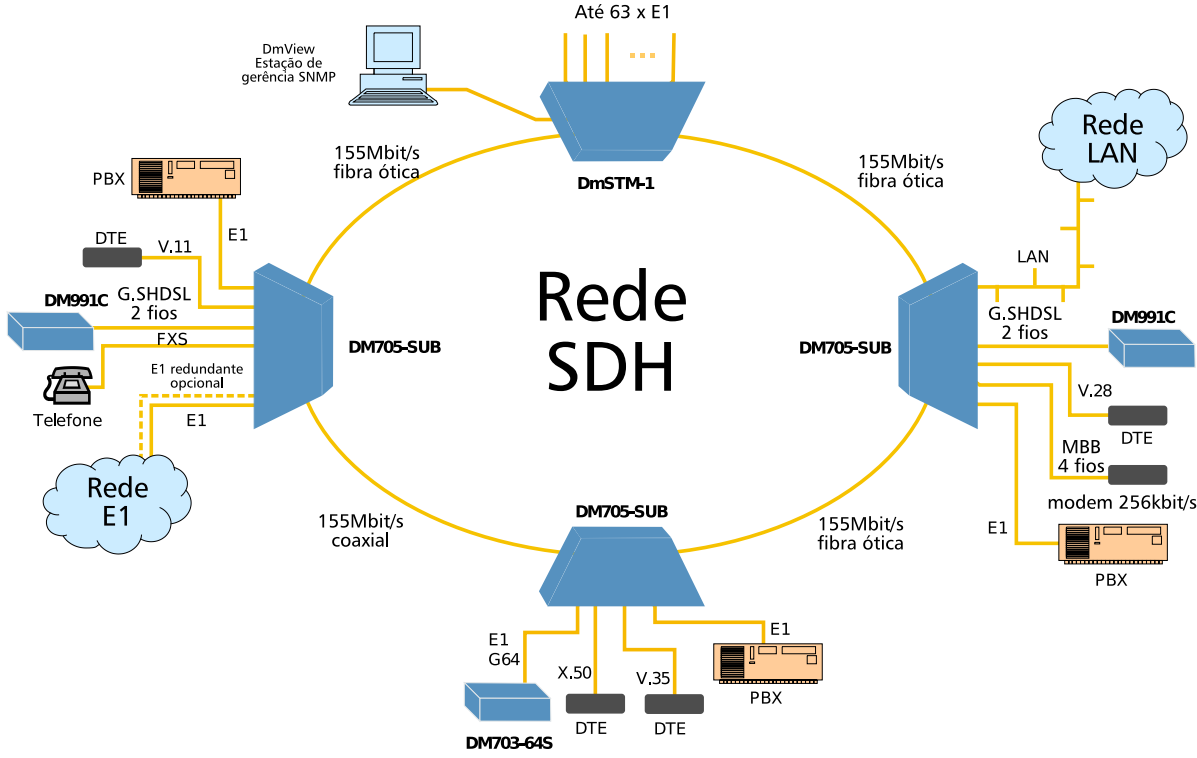 Até 63 x E1
DmView
Estação de
gerência SNMP
155Mbit/s
fibra ótica
DmSTM-1
155Mbit/s
fibra ótica
Rede
LAN
PBX
E1
DTE
V.11
DM991C
G.SHDSL
2 fios
FXS
E1 redundante
opcional
Telefone
E1
Rede
E1
DM705-SUB
Rede
SDH
DM705-SUB
LAN
G.SHDSL
2 fios
DM991C
V.28
DTE
MBB
4 fios
modem 256kbit/s
E1
PBX
155Mbit/s
coaxial
DM705-SUB
155Mbit/s
fibra ótica
E1
G64
DM703-64S
X.50
DTE
V.35
DTE
E1
PBX